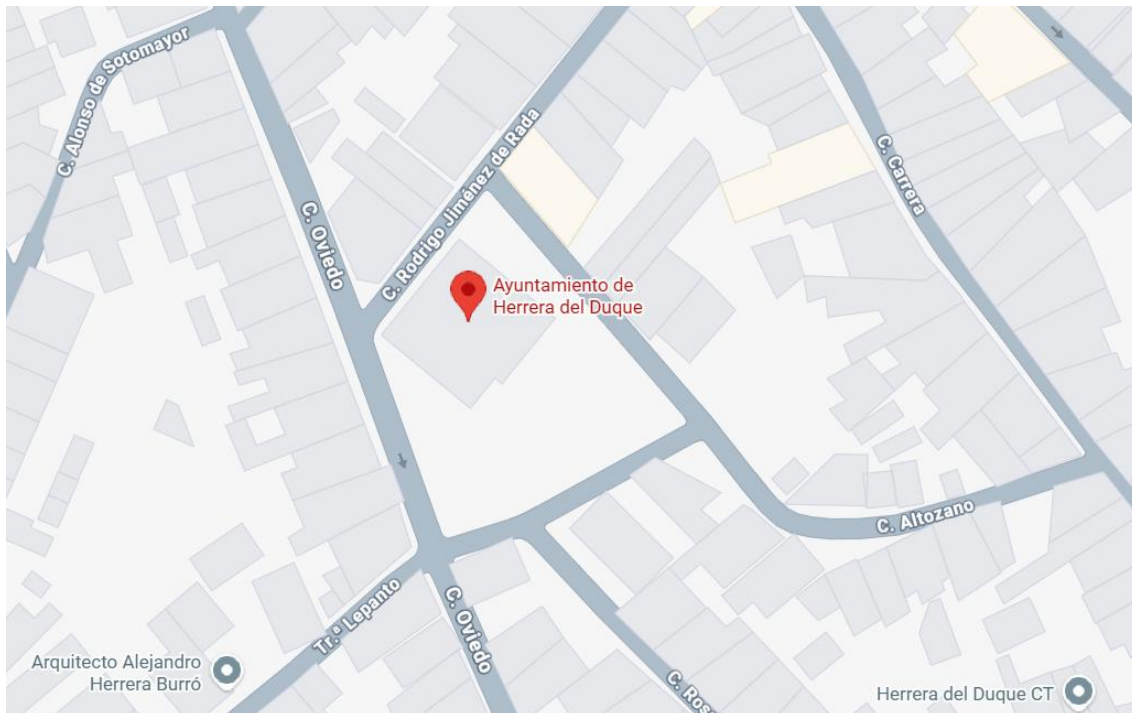 C. Alonso de Sotomayor
C. Oviedo
C. Rodrigo Jiménez de Rada
C. Carrera
Ayuntamiento de
Herrera del Duque
C. Altozano
Tr.ª Lepanto
C. Oviedo
Arquitecto Alejandro
Herrera Burró
C. Ros
Herrera del Duque CT